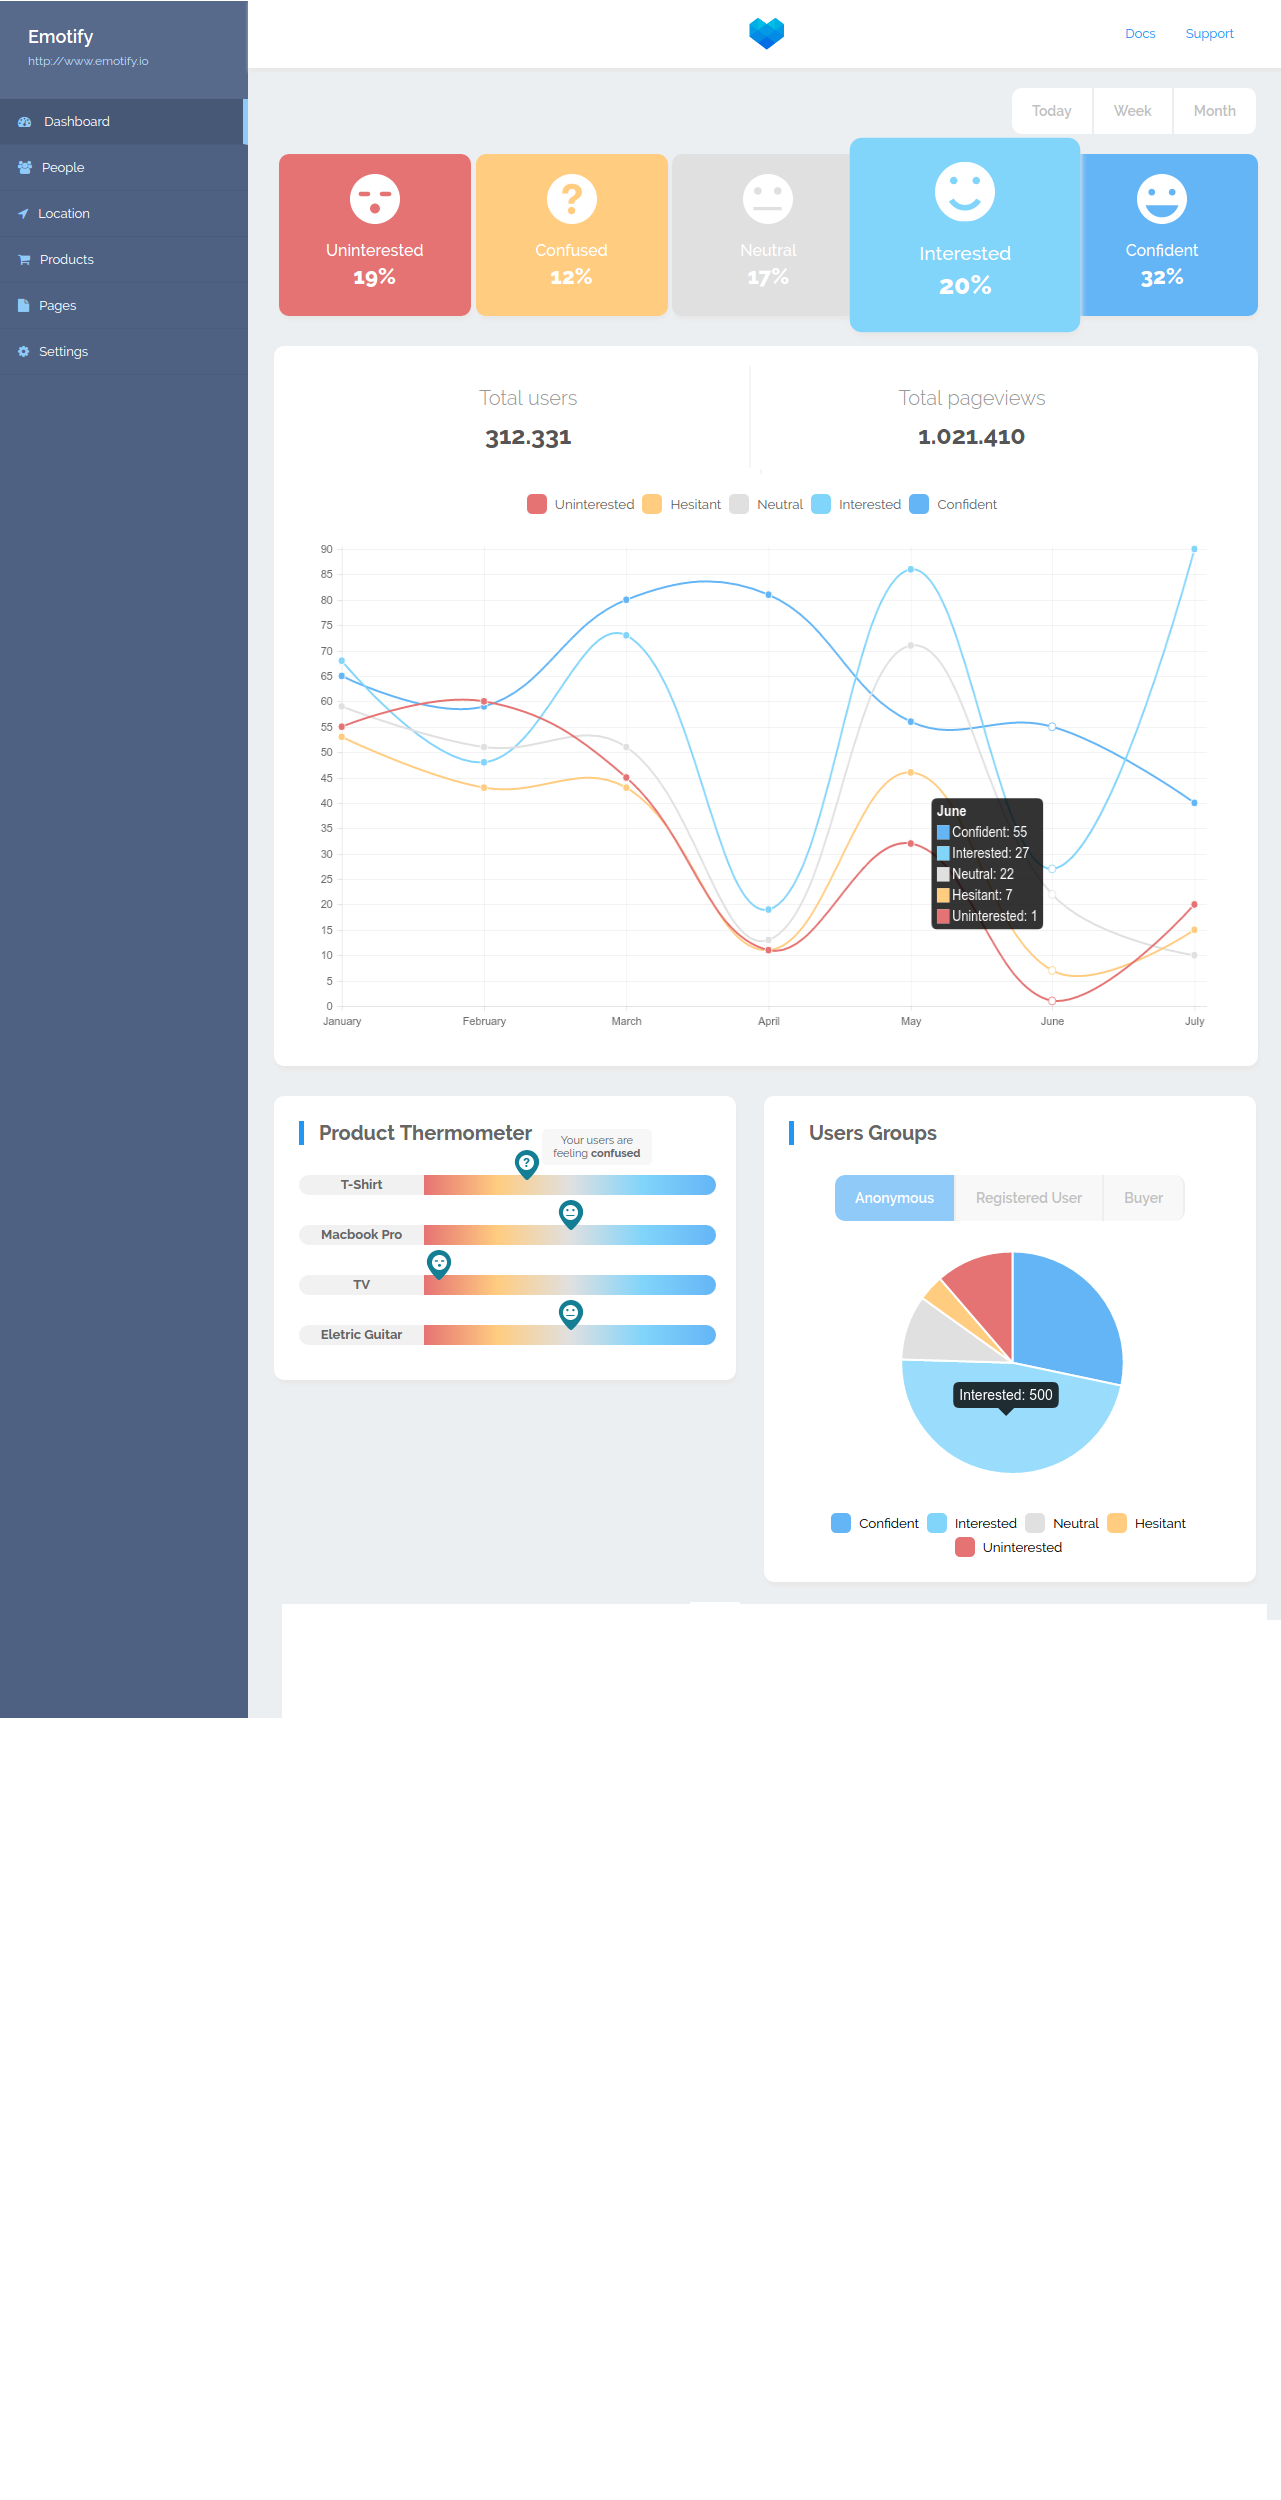 Emotify
http://www.emotify.io
Dashboard
People
Location
Products
Pages
Settings
Docs Support
Today Week Month
Uninterested
19%
Confused
12%
Neutral
17%
Interested
20%
Confident
32%
Total users
312.331
Total pageviews
1.021.410
Uninterested Hesitant Neutral Interested Confident
90
85
80
75
70
65
60
55
50
45
40
35
30
25
20
15
10
5
0
January February March April May June July
June
Confident: 55
Interested: 27
Neutral: 22
Hesitant: 7
Uninterested: 1
Product Thermometer
Your users are
feeling confused
?
T-Shirt
Macbook Pro
TV
Eletric Guitar
Users Groups
Anonymous Registered User Buyer
Interested: 500
Confident Interested Neutral Hesitant
Uninterested